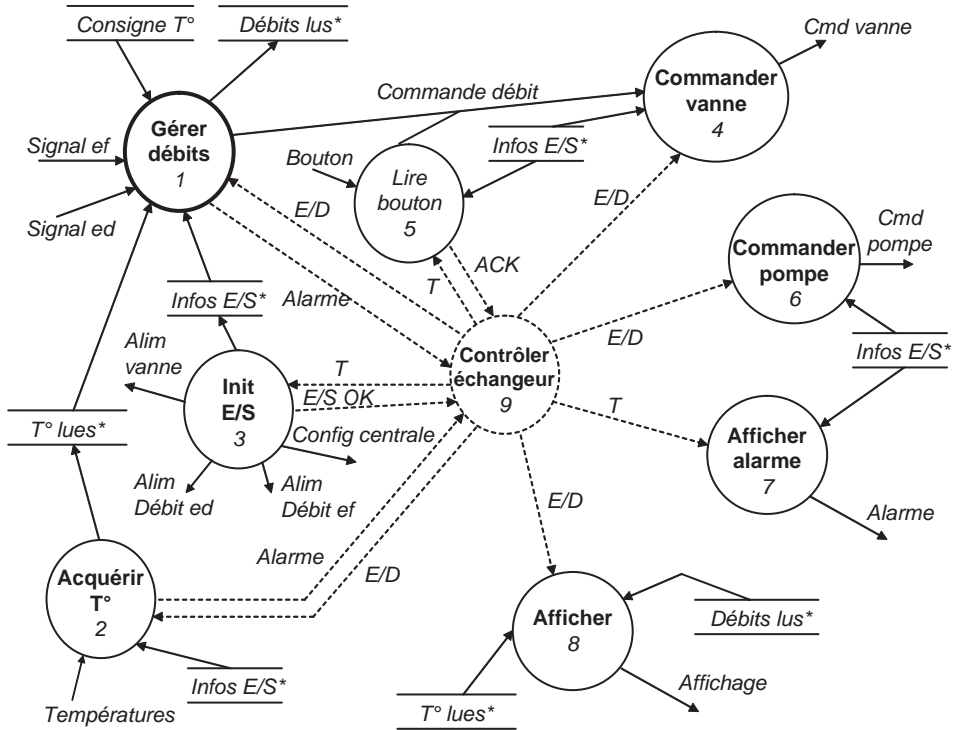 Consigne T°
Débits lus*
Cmd vanne
Commander
vanne
4
Commande débit
Gérer
débits
1
Signal ef
Signal ed
Infos E/S*
Bouton
Lire
bouton
5
E/D
E/D
Commander
pompe
6
Cmd
pompe
ACK
T
Infos E/S*
Alarme
E/D
Infos E/S*
Alim
vanne
Contrôler
échangeur
9
T
E/S OK
Init
E/S
3
T
T° lues*
Config centrale
Afficher
alarme
7
Alim
Débit ed
Alim
Débit ef
E/D
Alarme
Alarme
E/D
Acquérir
T°
2
Afficher
8
Débits lus*
Infos E/S*
Affichage
Températures
T° lues*